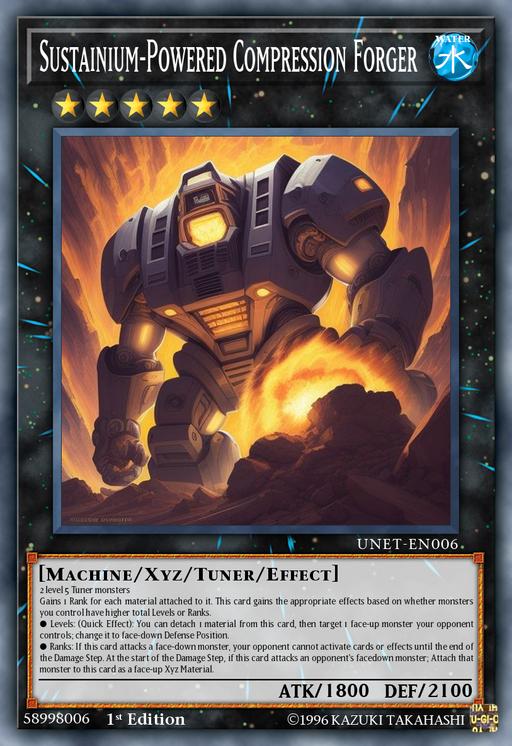 SUSTAINIUM-POWERED COMPRESSION FORGER
WATER
水
UNET-EN006
[MACHINE/XYZ/TUNER/EFFECT]
2 level 5 Tuner monsters
Gains 1 Rank for each material attached to it. This card gains the appropriate effects based on whether monsters
you control have higher total Levels or Ranks.
● Levels: (Quick Effect): You can detach 1 material from this card, then target 1 face-up monster your opponent
controls; change it to face-down Defense Position.
● Ranks: If this card attacks a face-down monster, your opponent cannot activate cards or effects until the end of
the Damage Step. At the start of the Damage Step, if this card attacks an opponent's facedown monster; Attach that
monster to this card as a face-up Xyz Material.
ATK/1800 DEF/2100
58998006 1st Edition ©1996 KAZUKI TAKAHASHI